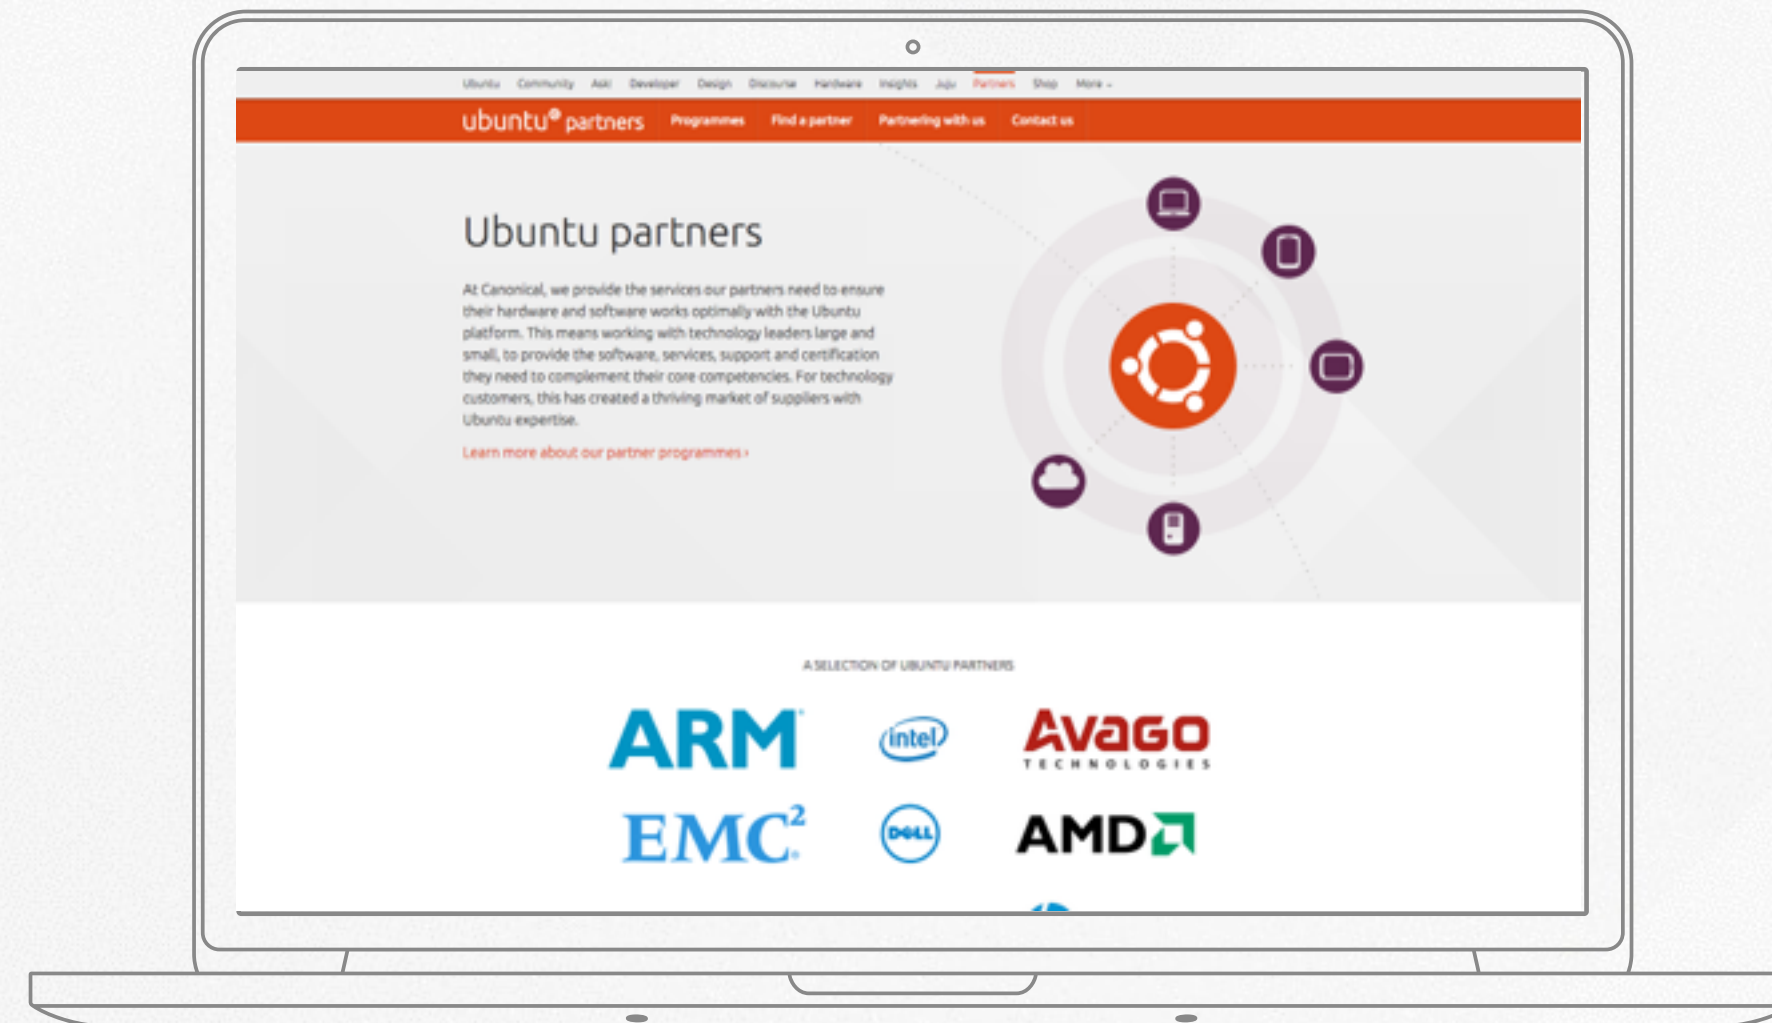 Ubuntu Community Ask! Developer Design Discourse Hardware Insights Juju Partners Shop More
ubuntu partners Programmes Find a partner Partnering with us Contact us
Ubuntu partners
At Canonical, we provide the services our partners need to ensure
their hardware and software works optimally with the Ubuntu
platform. This means working with technology leaders large and
small, to provide the software, services, support and certification
they need to complement their core competencies. For technology
customers, this has created a thriving market of suppliers with
Ubuntu expertise.
Learn more about our partner programmes ›
A SELECTION OF UBUNTU PARTNERS
ARM intel AVAGO
TECHNOLOGIES
EMC² DELL AMD